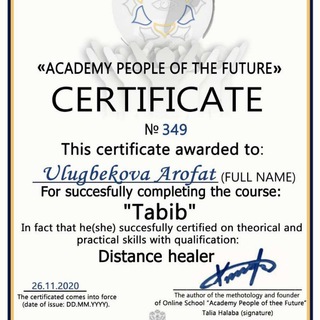 «ACADEMY PEOPLE OF THE FUTURE»
CERTIFICATE
№ 349
This certificate awarded to:
Ulugbekova Arofat (FULL NAME)
For succesfully completing the course:
"Tabib"
In fact that he(she) succesfully certified on theorical and
practical skills with qualification:
Distance healer
26.11.2020
The certificated comes into force
(date of issue: DD.MM.YYYY).
The author of the methotology and founder
of Online School "Academy People of thee Future"
Talia Halaba (signature)